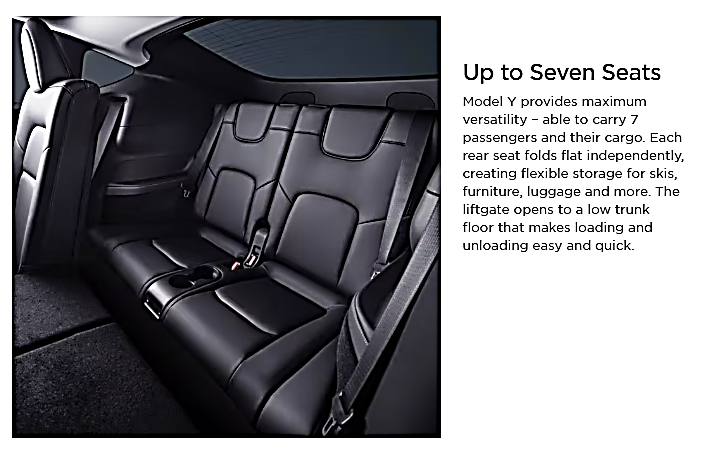 Up to Seven Seats
Model Y provides maximum
versatility – able to carry 7
passengers and their cargo. Each
rear seat folds flat independently,
creating flexible storage for skis,
furniture, luggage and more. The
liftgate opens to a low trunk
floor that makes loading and
unloading easy and quick.